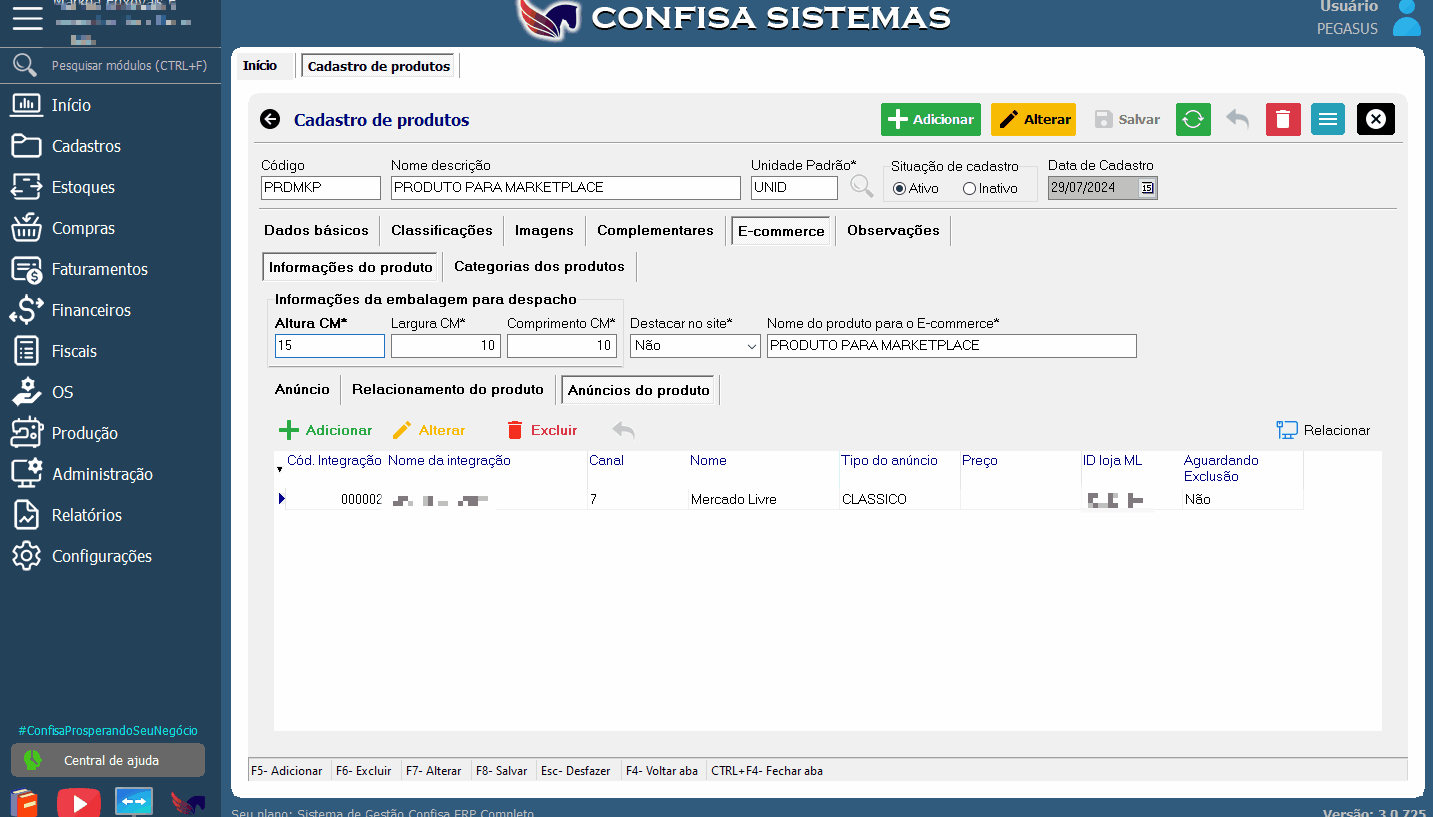 CONFISA SISTEMAS
Usuário
PEGASUS
Pesquisar módulos (CTRL+F)
Início
Cadastros
Estoques
Compras
Faturamentos
Financeiros
Fiscais
OS
Produção
Administração
Relatórios
Configurações
#ConfisaProsperandoSeuNegócio
Central de ajuda
Início Cadastro de produtos
Cadastro de produtos
Adicionar Alterar Salvar
Código Nome descrição Unidade Padrão* Situação de cadastro Data de Cadastro
PRDMKP PRODUTO PARA MARKETPLACE UNID Ativo Inativo 29/07/2024 15
Dados básicos Classificações Imagens Complementares E-commerce Observações
Informações do produto Categorias dos produtos
Informações da embalagem para despacho
Altura CM* Largura CM* Comprimento CM* Destacar no site* Nome do produto para o E-commerce*
15 10 10 Não PRODUTO PARA MARKETPLACE
Anúncio Relacionamento do produto Anúncios do produto
Adicionar Alterar Excluir Relacionar
Cód. Integração Nome da integração Canal Nome Tipo do anúncio Preço ID loja ML Aguardando
Exclusão
000002 7 Mercado Livre CLASSICO Não
F5- Adicionar F6- Excluir F7- Alterar F8- Salvar Esc- Desfazer F4- Voltar aba CTRL+F4- Fechar aba
Seu plano: Sistema de Gestão Confisa ERP Completo
Versão: 3.0.725